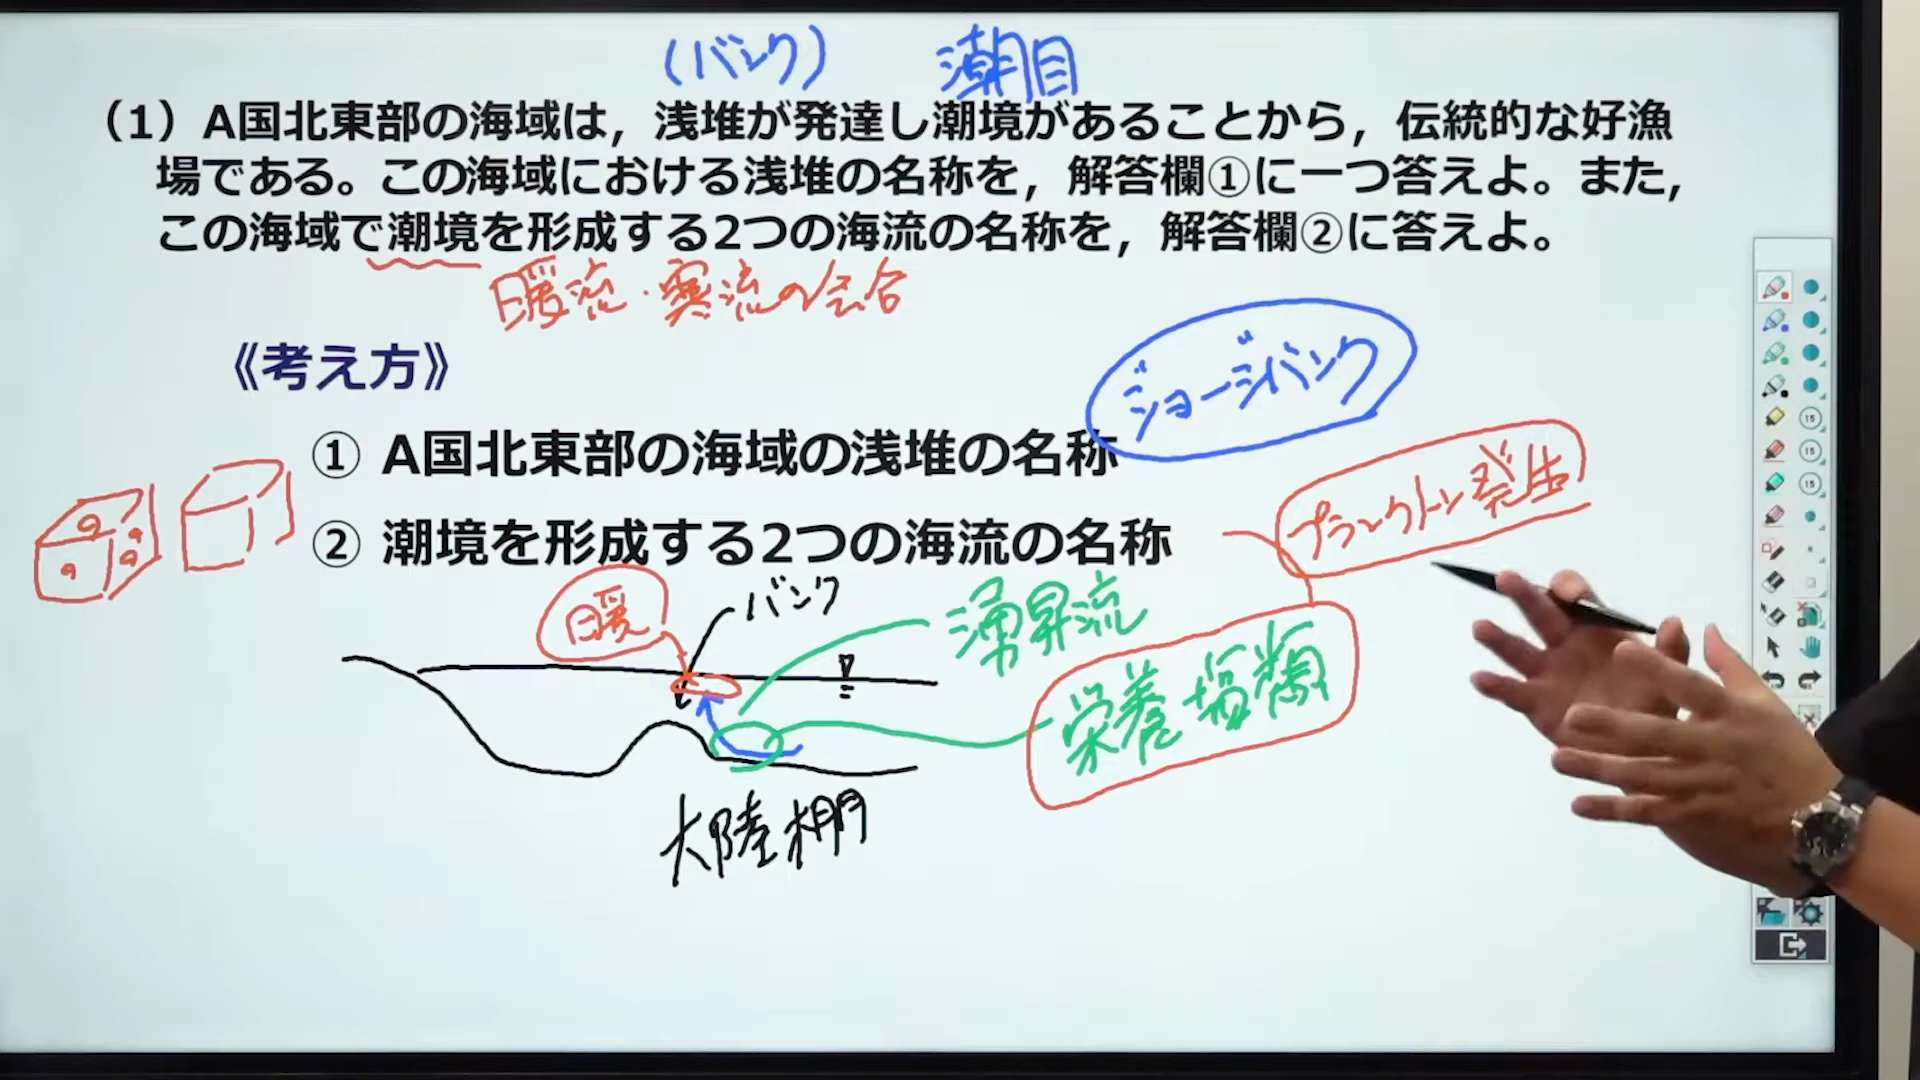 (バンク) 潮目
（1）A国北東部の海域は，浅堆が発達し潮境があることから，伝統的な好漁
場である。この海域における浅堆の名称を，解答欄①に一つ答えよ。また，
この海域で潮境を形成する2つの海流の名称を，解答欄②に答えよ。
暖流・寒流の会合
《考え方》
ジョージバンク
① A国北東部の海域の浅堆の名称
プランクトン発生
② 潮境を形成する2つの海流の名称
暖
バンク
湧昇流
栄養塩類
大陸棚
15
15
15